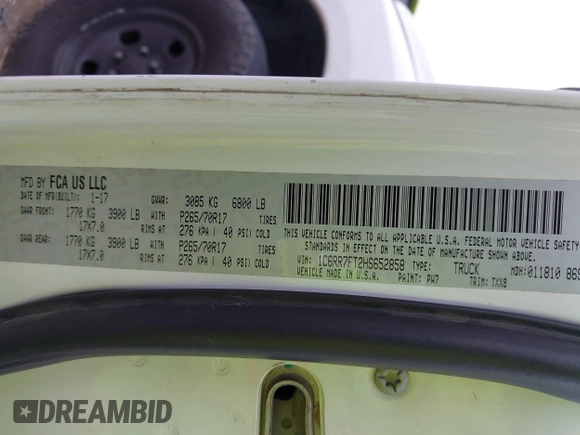 MFD BY FCA US LLC
DATE OF MFR(BUILT): 1-17 GVWR: 3085 KG 6800 LB
GWAR FRONT: 1770 KG 3900 LB WITH P265/70R17 TIRES
17X7.0 RIMS AT 276 KPA ( 40 PSI) COLD
GWAR REAR: 1770 KG 3900 LB WITH P265/70R17 TIRES
17X7.0 RIMS AT 276 KPA ( 40 PSI) COLD
THIS VEHICLE CONFORMS TO ALL APPLICABLE U.S.A. FEDERAL MOTOR VEHICLE SAFETY
STANDARDS IN EFFECT ON THE DATE OF MANUFACTURE SHOWN ABOVE.
VIN: 1C6RR7FT2HS652858 TYPE: TRUCK MDH: 011810 869
VEHICLE MADE IN U.S.A. PAINT: PW7 TRIM: TXX8
DREAMBID